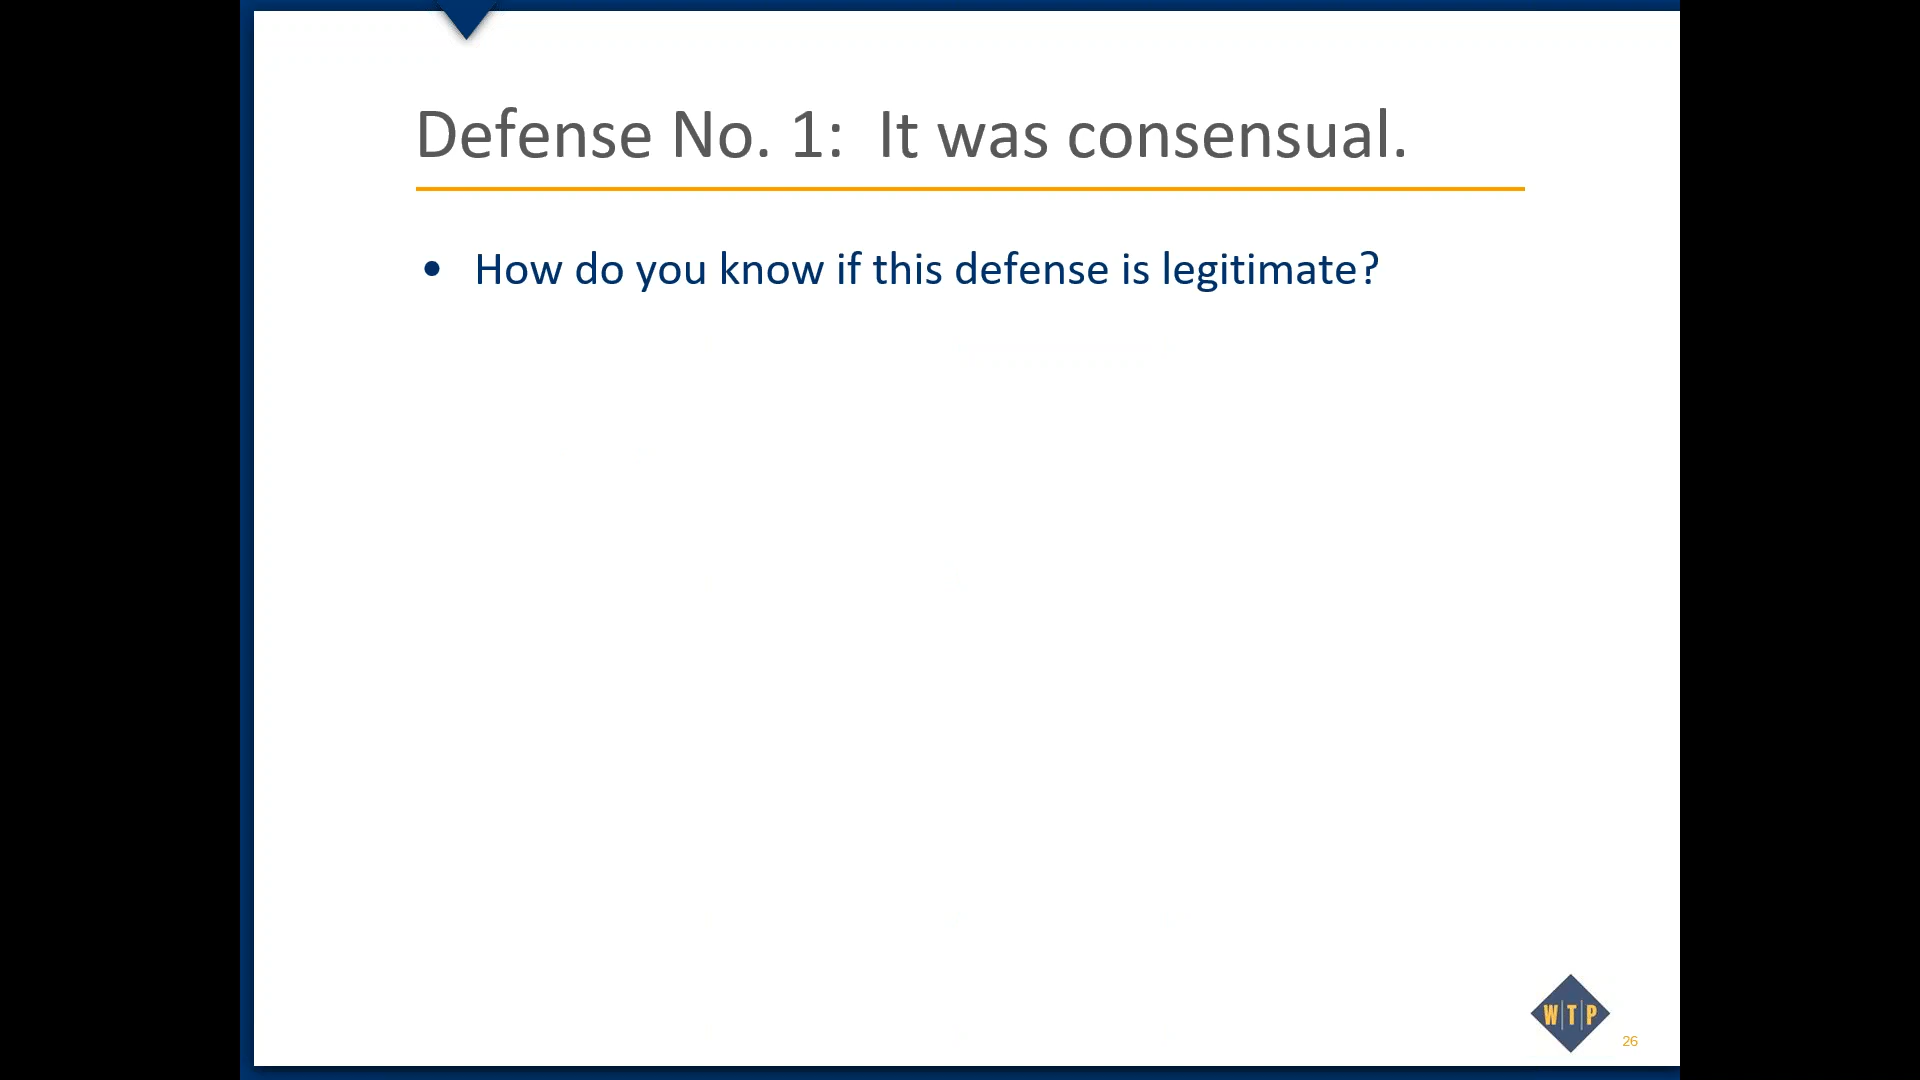 Defense No. 1:  It was consensual.
• How do you know if this defense is legitimate?
W|T|P
26